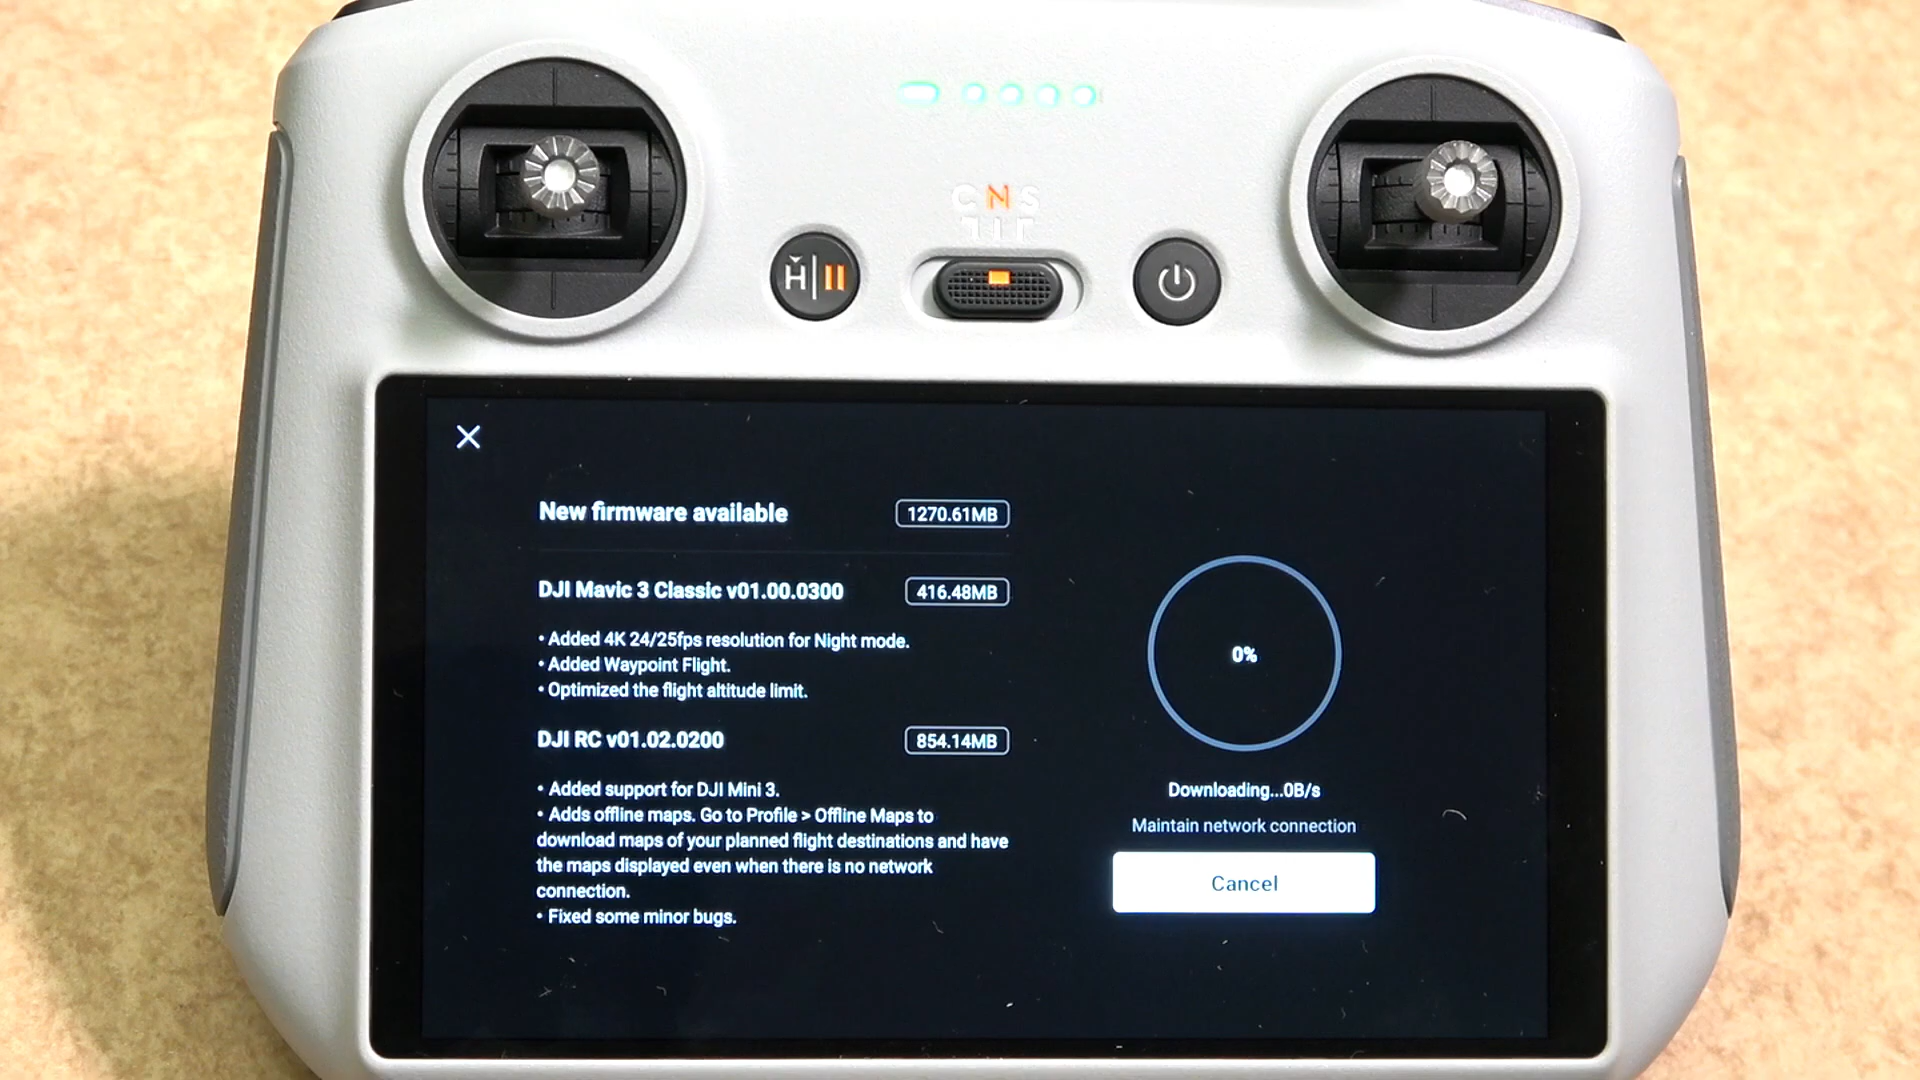 C N S
H
New firmware available 1270.61MB
DJI Mavic 3 Classic v01.00.0300 416.48MB
• Added 4K 24/25fps resolution for Night mode.
• Added Waypoint Flight.
• Optimized the flight altitude limit.
DJI RC v01.02.0200 854.14MB
• Added support for DJI Mini 3.
• Adds offline maps. Go to Profile > Offline Maps to
download maps of your planned flight destinations and have
the maps displayed even when there is no network
connection.
• Fixed some minor bugs.
0%
Downloading...0B/s
Maintain network connection
Cancel